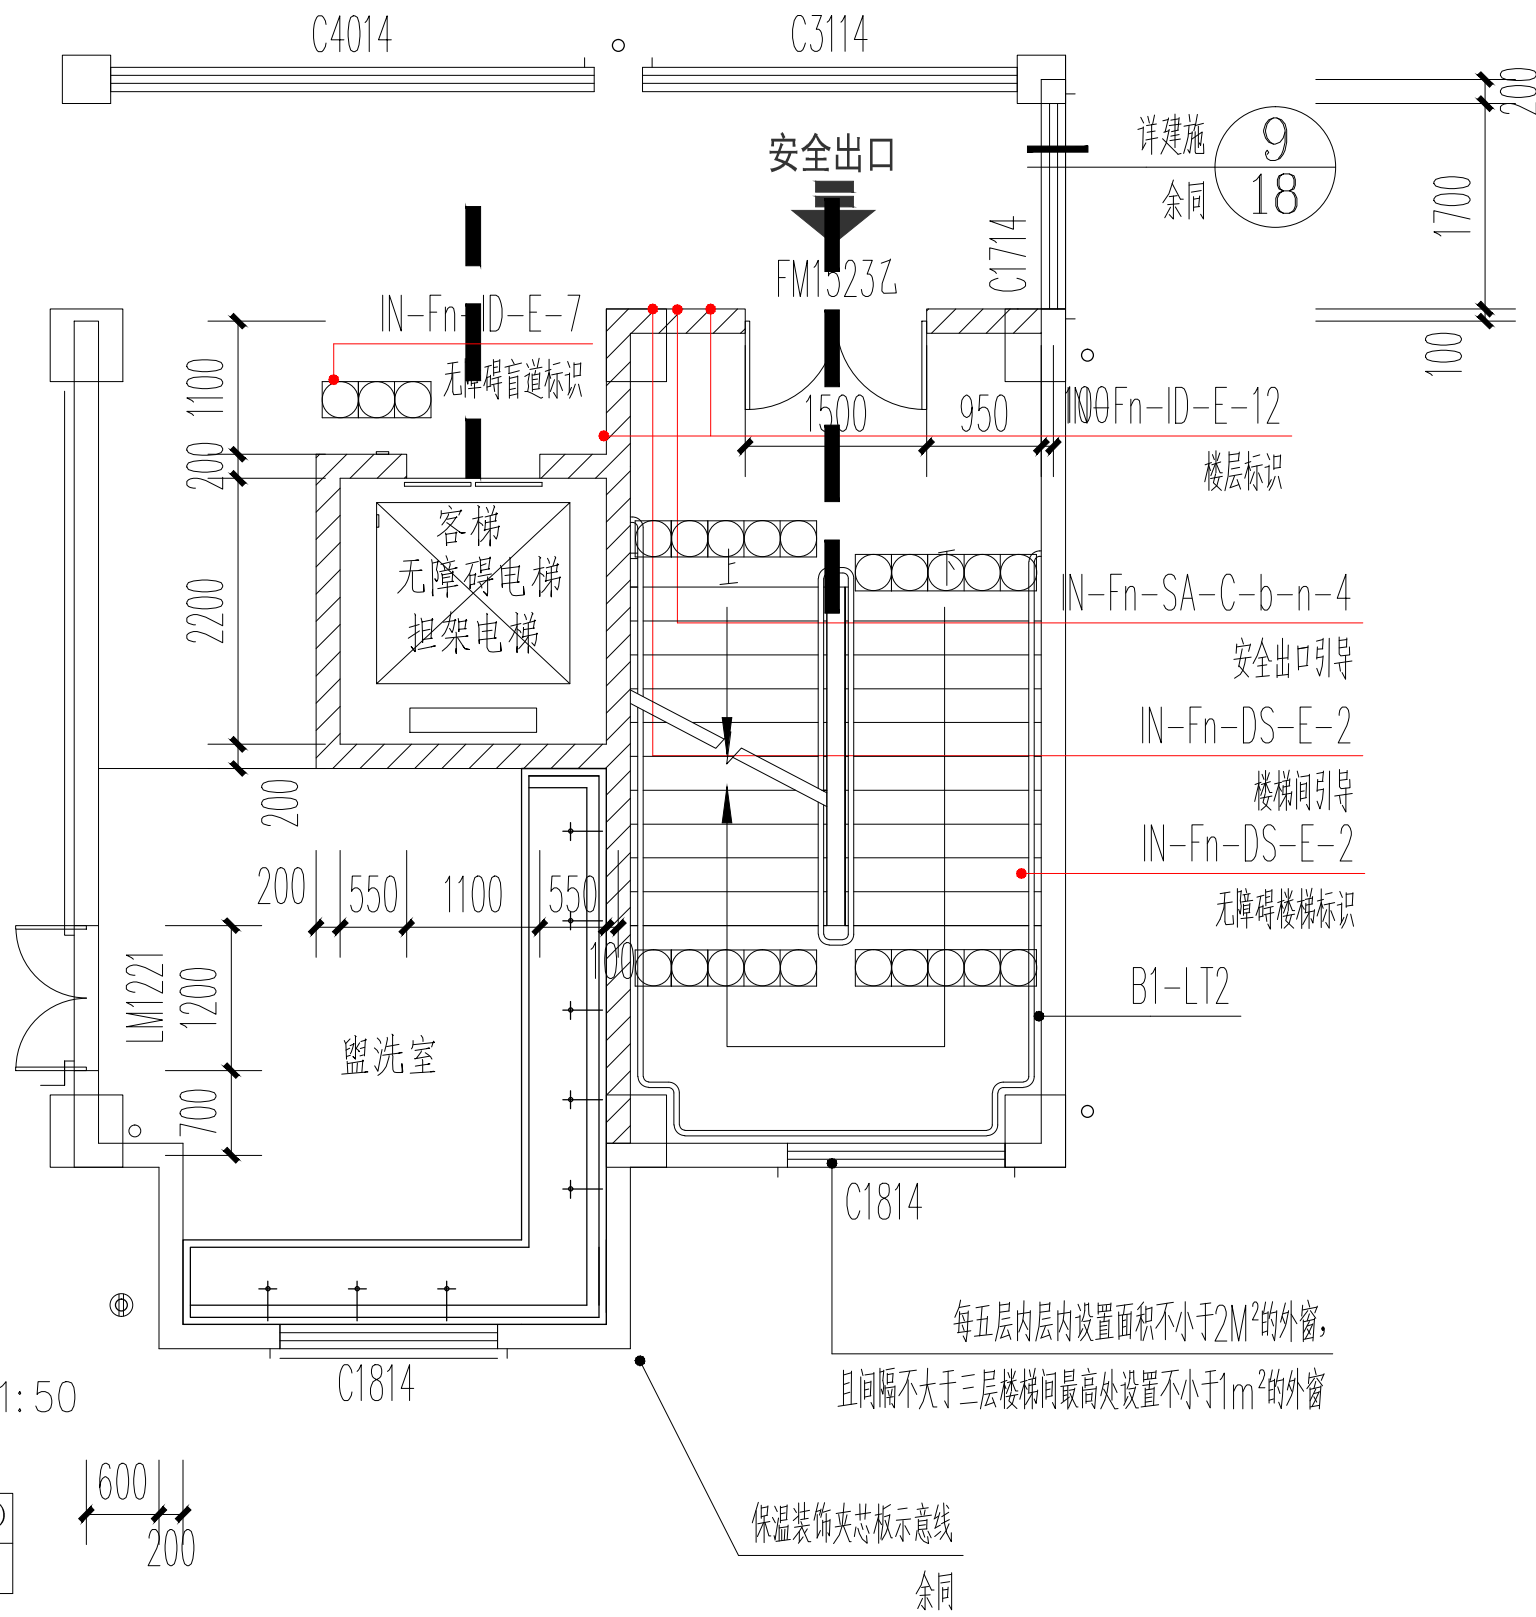 C4014
C3114
200
安全出口
详建施
9
18
余同
1700
C1714
FM1523乙
IN-Fn-ID-E-7
无障碍盲道标识
100
1100
1500
950
100
IN-Fn-ID-E-12
楼层标识
200
客梯
无障碍电梯
担架电梯
上
下
2200
IN-Fn-SA-C-b-n-4
安全出口引导
IN-Fn-DS-E-2
楼梯间引导
200
IN-Fn-DS-E-2
无障碍楼梯标识
200
550
1100
550
100
LM1221
1200
B1-LT2
盥洗室
700
C1814
每五层内层内设置面积不小于2M²的外窗,
且间隔不大于三层楼梯间最高处设置不小于1m²的外窗
C1814
1:50
600
200
保温装饰夹芯板示意线
余同